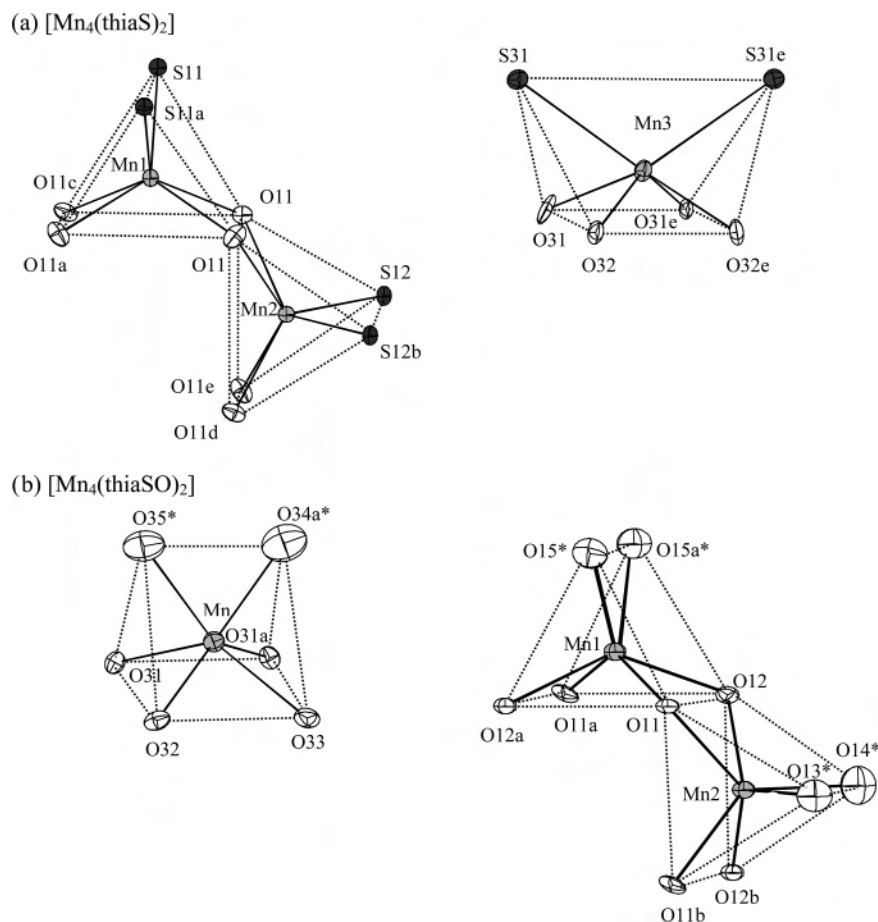 (a) [Mn₄(thiaS)₂]
S11
S11a
Mn1
O11c
O11
O11a
O11
S12
Mn2
S12b
O11e
O11d
S31
S31e
Mn3
O31
O31e
O32
O32e
(b) [Mn₄(thiaSO)₂]
O35*
O34a*
Mn
O31a
O31
O32
O33
O15*
O15a*
Mn1
O12
O12a
O11a
O11
O14*
O13*
Mn2
O12b
O11b